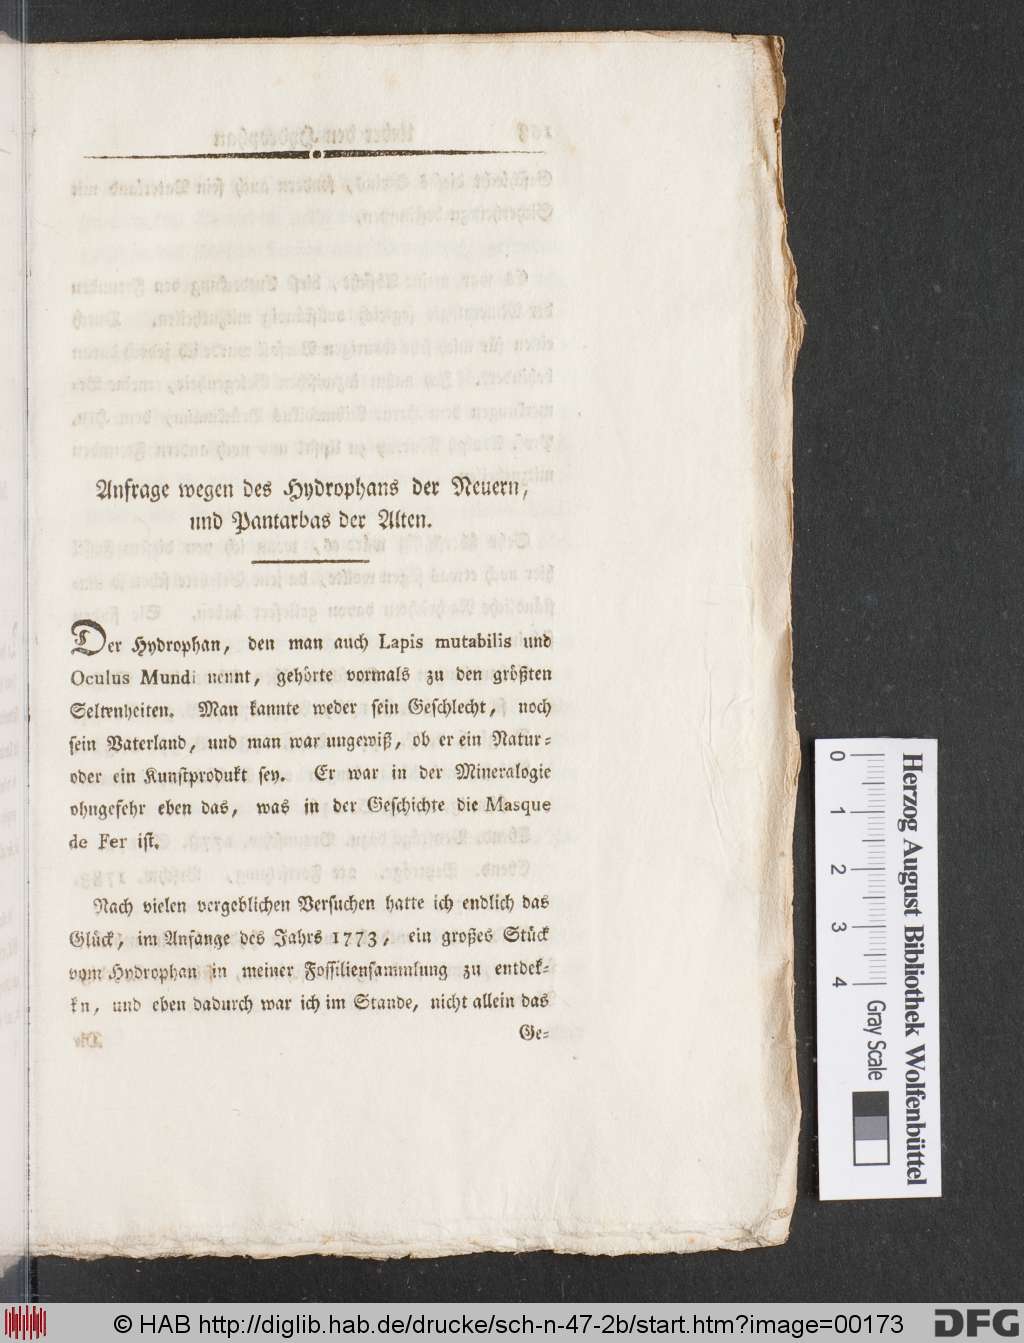 Anfrage wegen des Hydrophans der Neuern,
und Pantarbas der Alten.
Der Hydrophan, den man auch Lapis mutabilis und
Oculus Mundi nennt, gehörte vormals zu den größten
Seltenheiten. Man kannte weder sein Geschlecht, noch
sein Vaterland, und man war ungewiß, ob er ein Natur-
oder ein Kunstprodukt sey. Er war in der Mineralogie
ohngefehr eben das, was in der Geschichte die Masque
de Fer ist.
Nach vielen vergeblichen Versuchen hatte ich endlich das
Glück, im Anfange des Jahrs 1773, ein großes Stück
vom Hydrophan in meiner Fossiliensammlung zu entdek-
kn, und eben dadurch war ich im Stande, nicht allein das
Ge-
Herzog August Bibliothek Wolfenbüttel
0 1 2 3 4 Gray Scale
© HAB http://diglib.hab.de/drucke/sch-n-47-2b/start.htm?image=00173
DFG